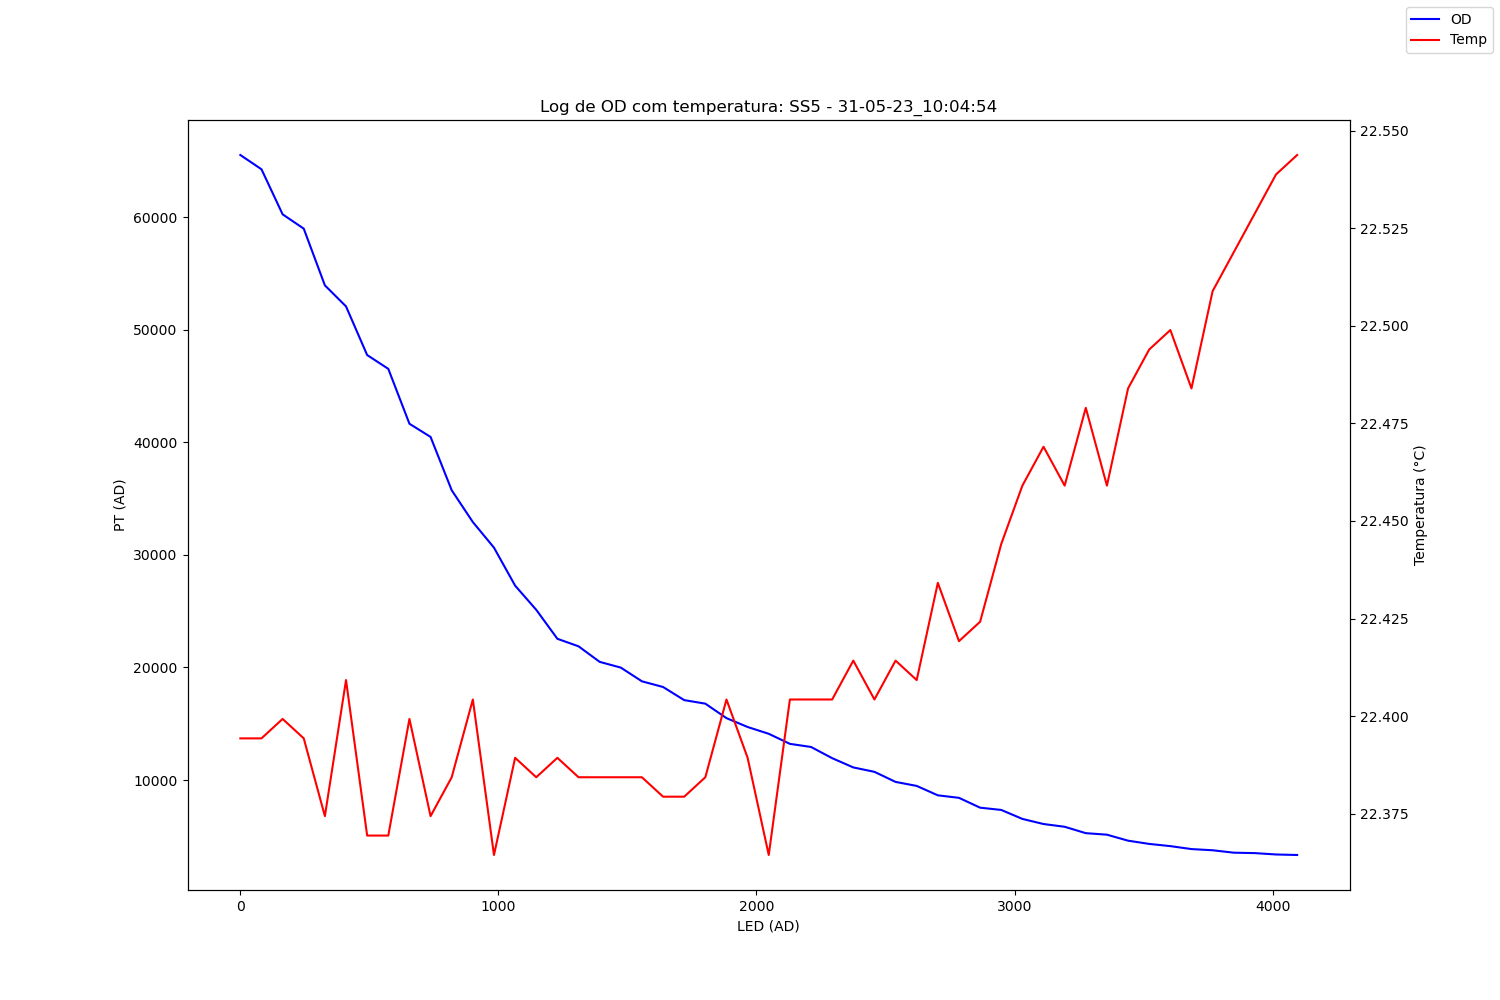 OD
Temp
Log de OD com temperatura: SS5 - 31-05-23_10:04:54
60000
50000
40000
30000
20000
10000
PT (AD)
22.550
22.525
22.500
22.475
22.450
22.425
22.400
22.375
Temperatura (°C)
0 1000 2000 3000 4000
LED (AD)